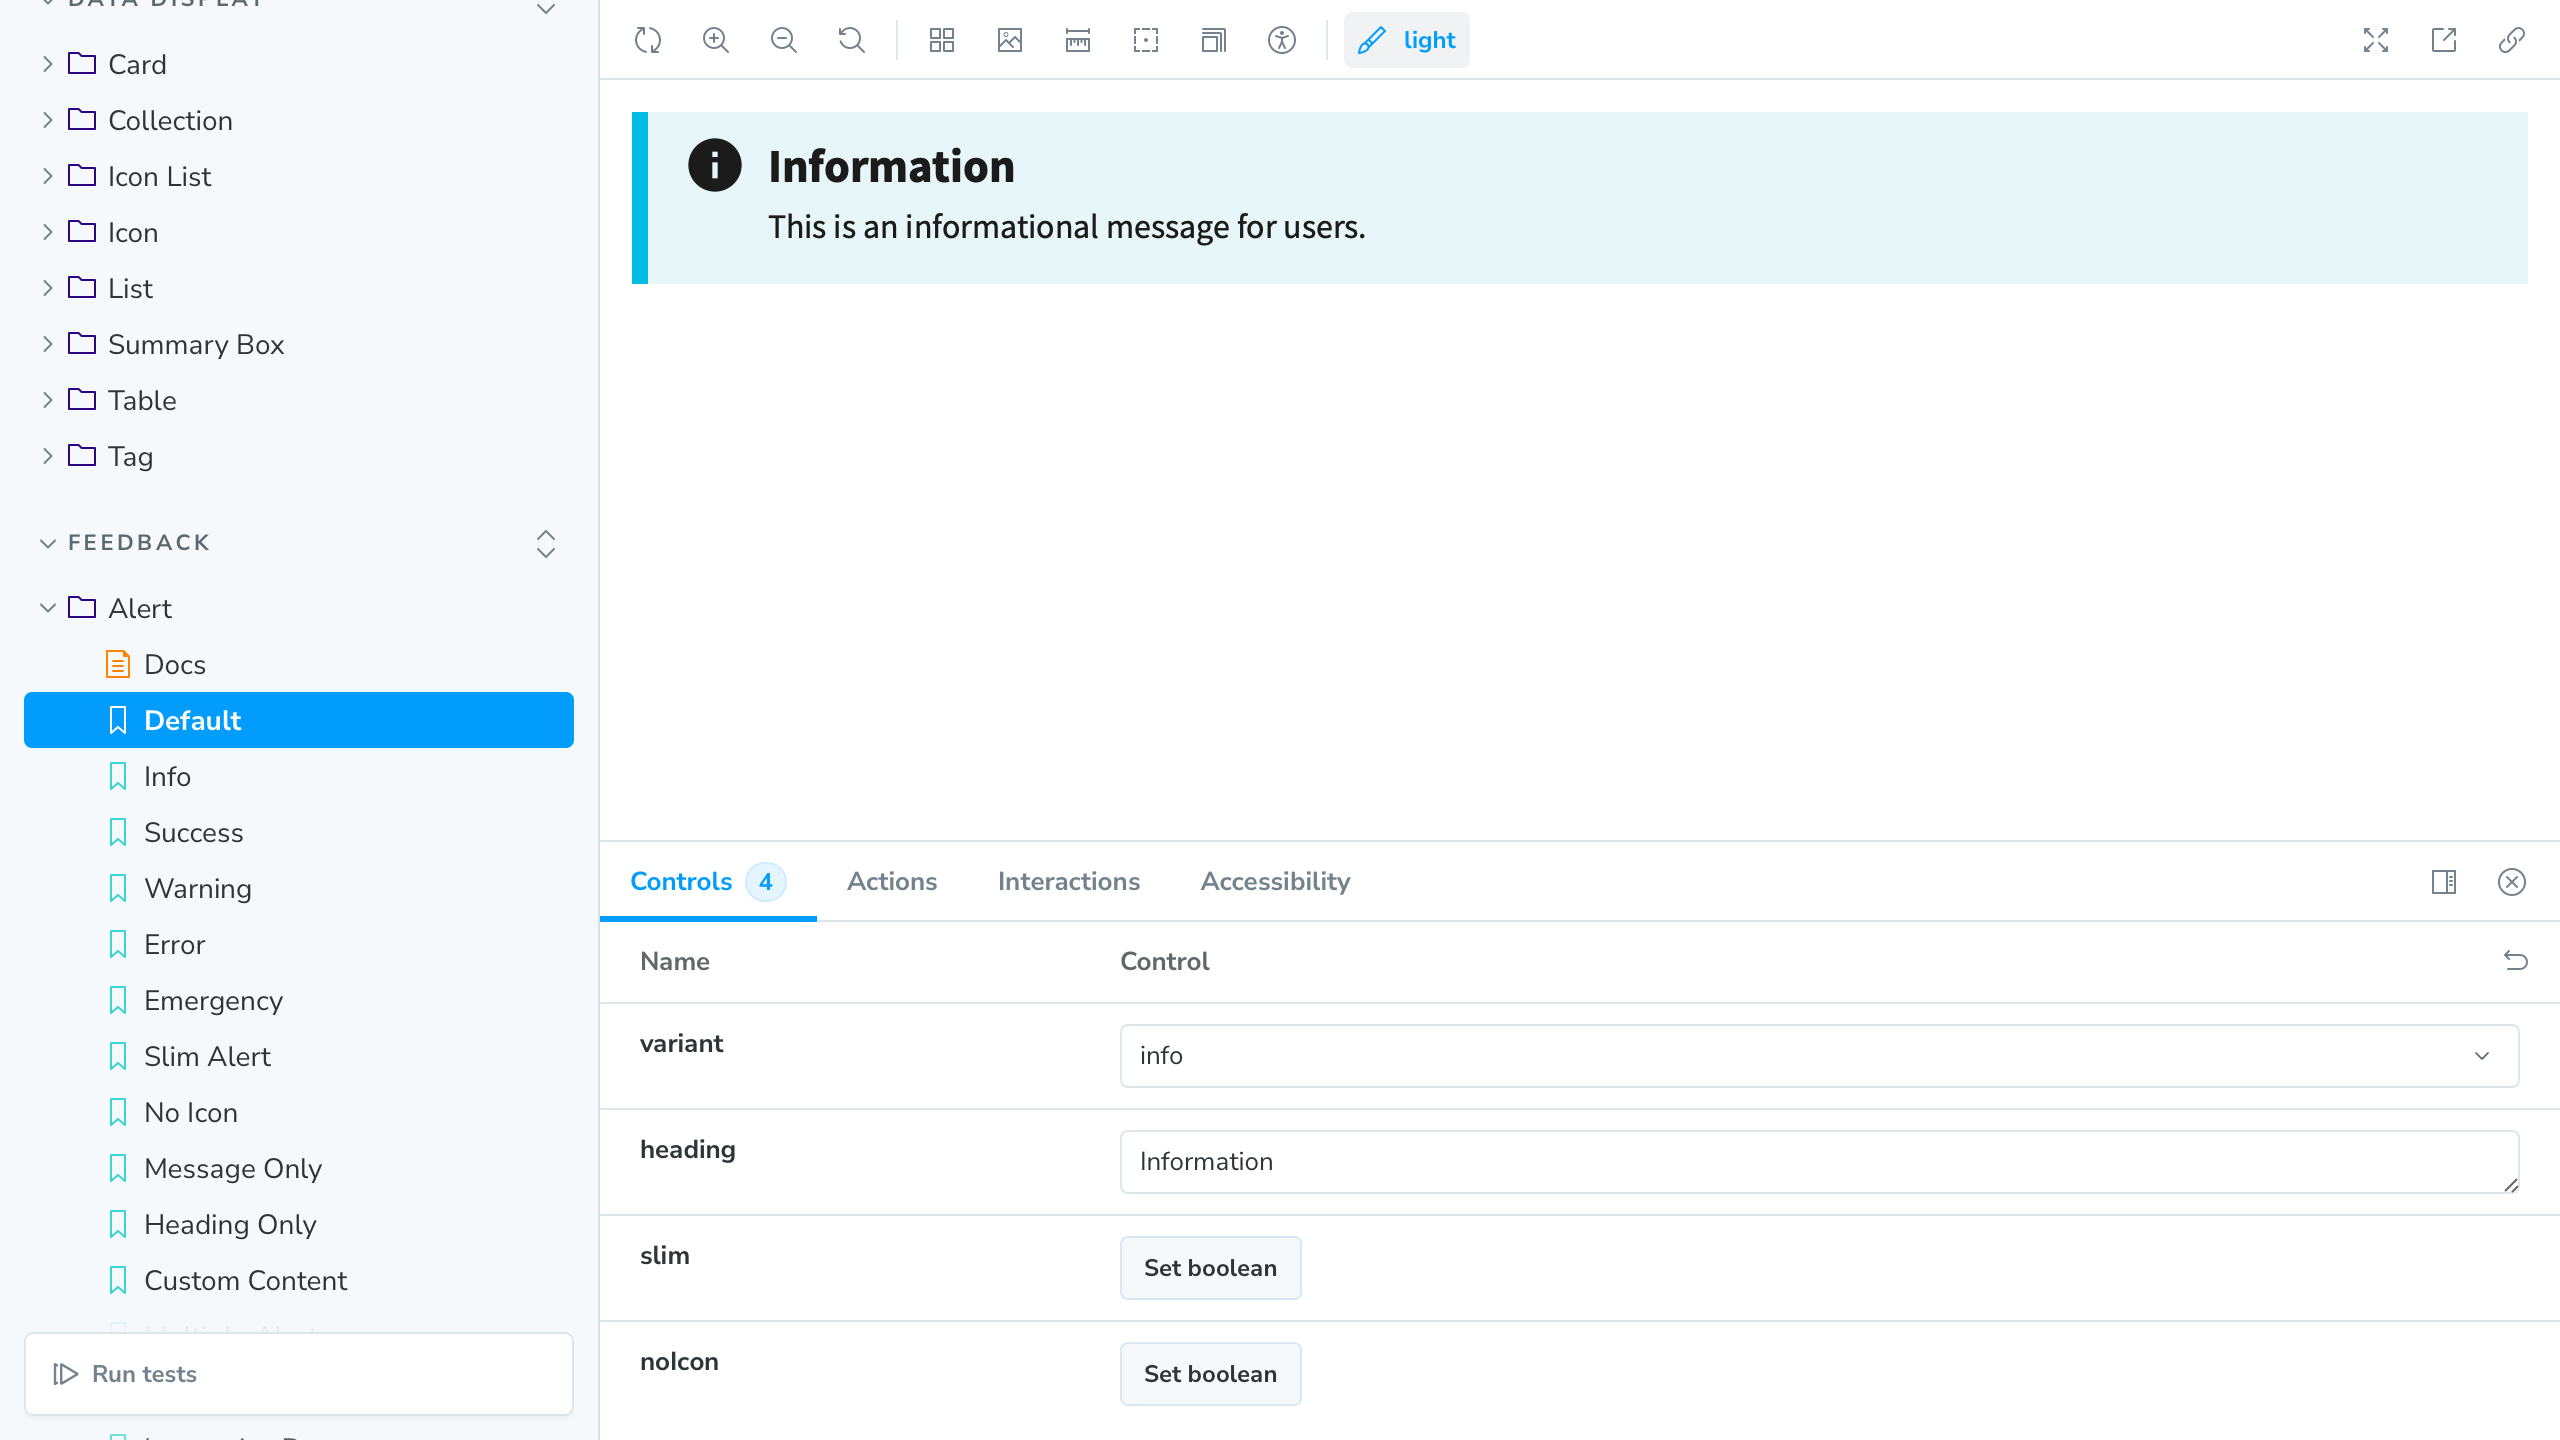 DATA DISPLAY
Card
Collection
Icon List
Icon
List
Summary Box
Table
Tag
FEEDBACK
Alert
Docs
Default
Info
Success
Warning
Error
Emergency
Slim Alert
No Icon
Message Only
Heading Only
Custom Content
Run tests
light
Information
This is an informational message for users.
Controls 4 Actions Interactions Accessibility
Name Control
variant info
heading Information
slim Set boolean
noIcon Set boolean